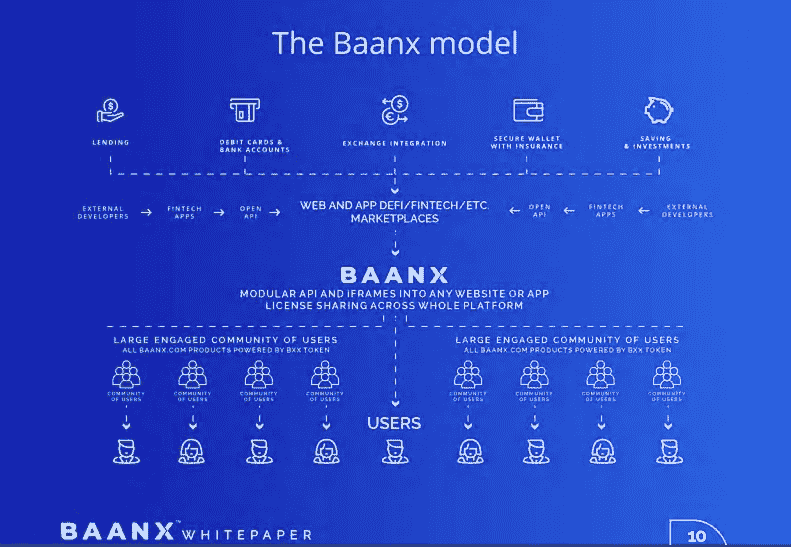 The Baanx model
LENDING
DEBIT CARDS &
BANK ACCOUNTS
EXCHANGE INTEGRATION
SECURE WALLET
WITH INSURANCE
SAVING
& INVESTMENTS
EXTERNAL
DEVELOPERS
FINTECH
APPS
OPEN
API
WEB AND APP DEFI/FINTECH/ETC.
MARKETPLACES
OPEN
API
FINTECH
APPS
EXTERNAL
DEVELOPERS
BAANX
MODULAR API AND IFRAMES INTO ANY WEBSITE OR APP
LICENSE SHARING ACROSS WHOLE PLATFORM
LARGE ENGAGED COMMUNITY OF USERS
ALL BAANX.COM PRODUCTS POWERED BY BXX TOKEN
LARGE ENGAGED COMMUNITY OF USERS
ALL BAANX.COM PRODUCTS POWERED BY BXX TOKEN
COMMUNITY
OF USERS
COMMUNITY
OF USERS
COMMUNITY
OF USERS
COMMUNITY
OF USERS
COMMUNITY
OF USERS
COMMUNITY
OF USERS
COMMUNITY
OF USERS
COMMUNITY
OF USERS
USERS
BAANX™ WHITEPAPER
10